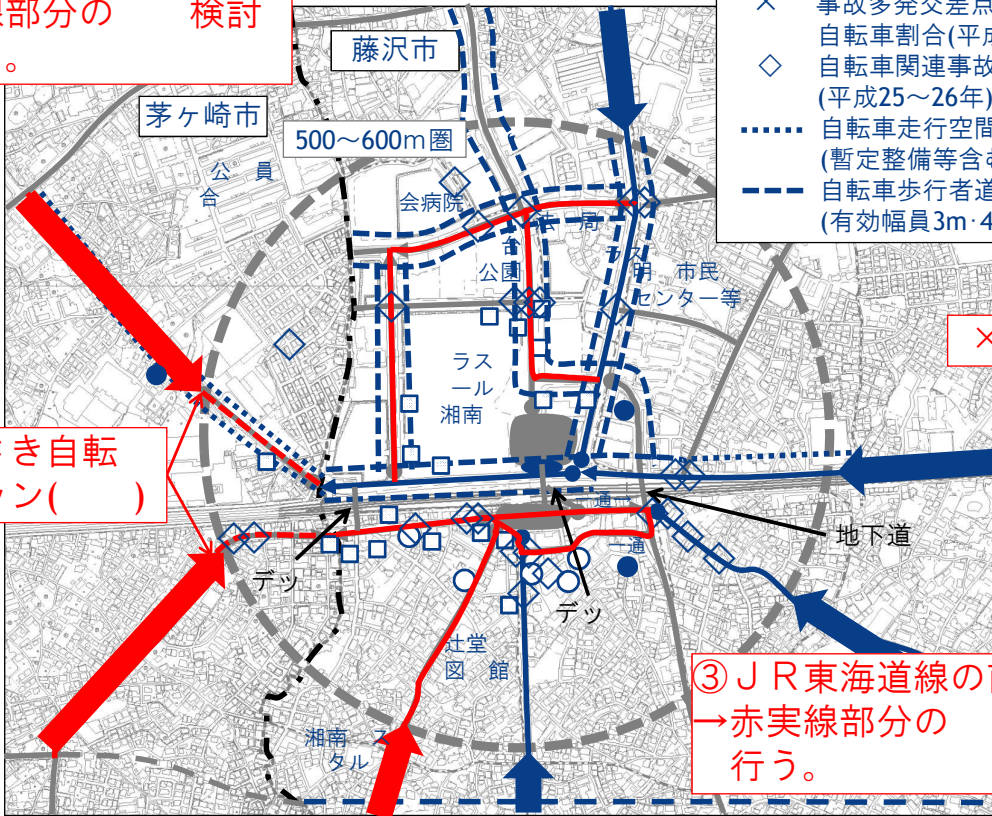 線部分の　　検討
。
藤沢市
茅ヶ崎市
500～600ｍ圏
公　員
合
会病院
公園
市民
センター等
ラス
ール
湘南
× 事故多発交差点
自転車割合(平成
◇ 自転車関連事故
(平成25～26年)
自転車走行空間
(暫定整備等含む
自転車歩行者道
(有効幅員3m･4
×
き自転
ン(　　)
通→
通
地下道
デッ
デッ
辻堂
図　館
湘南　ス
タル
③ＪＲ東海道線の南
→赤実線部分の
行う。